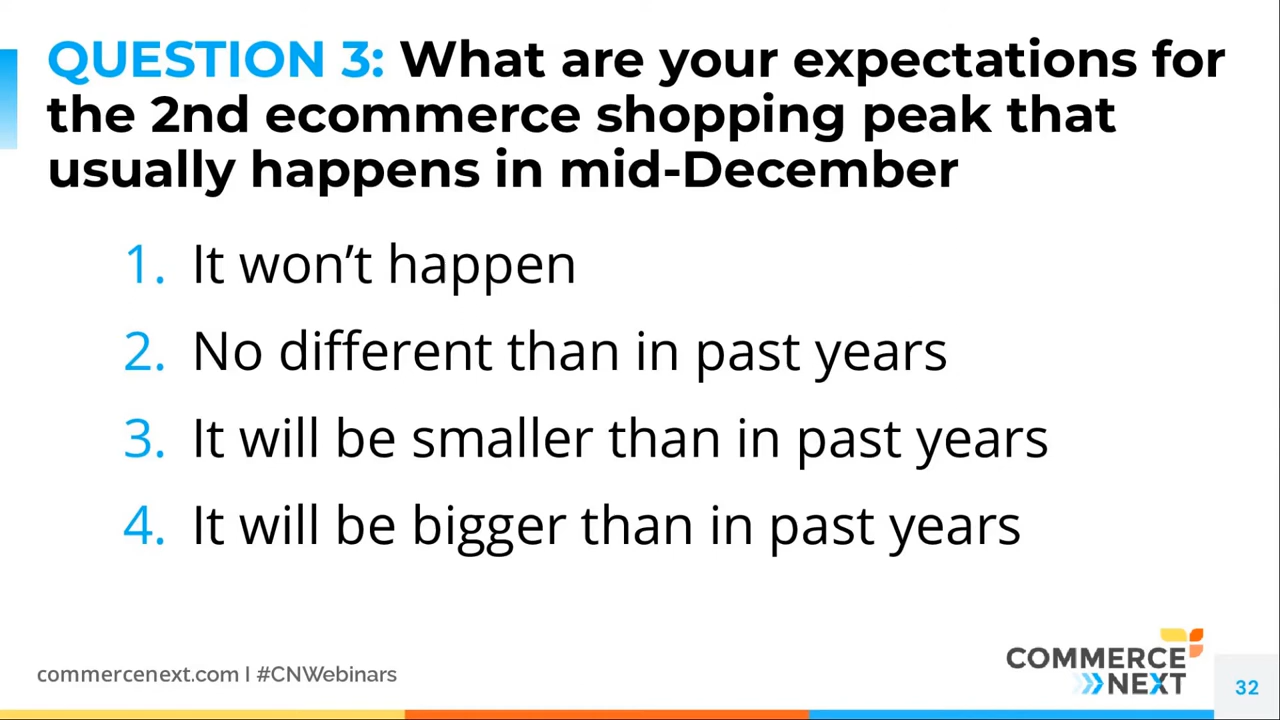 QUESTION 3: What are your expectations for
the 2nd ecommerce shopping peak that
usually happens in mid-December
1. It won’t happen
2. No different than in past years
3. It will be smaller than in past years
4. It will be bigger than in past years
commercenext.com | #CNWebinars
COMMERCE
NEXT
32